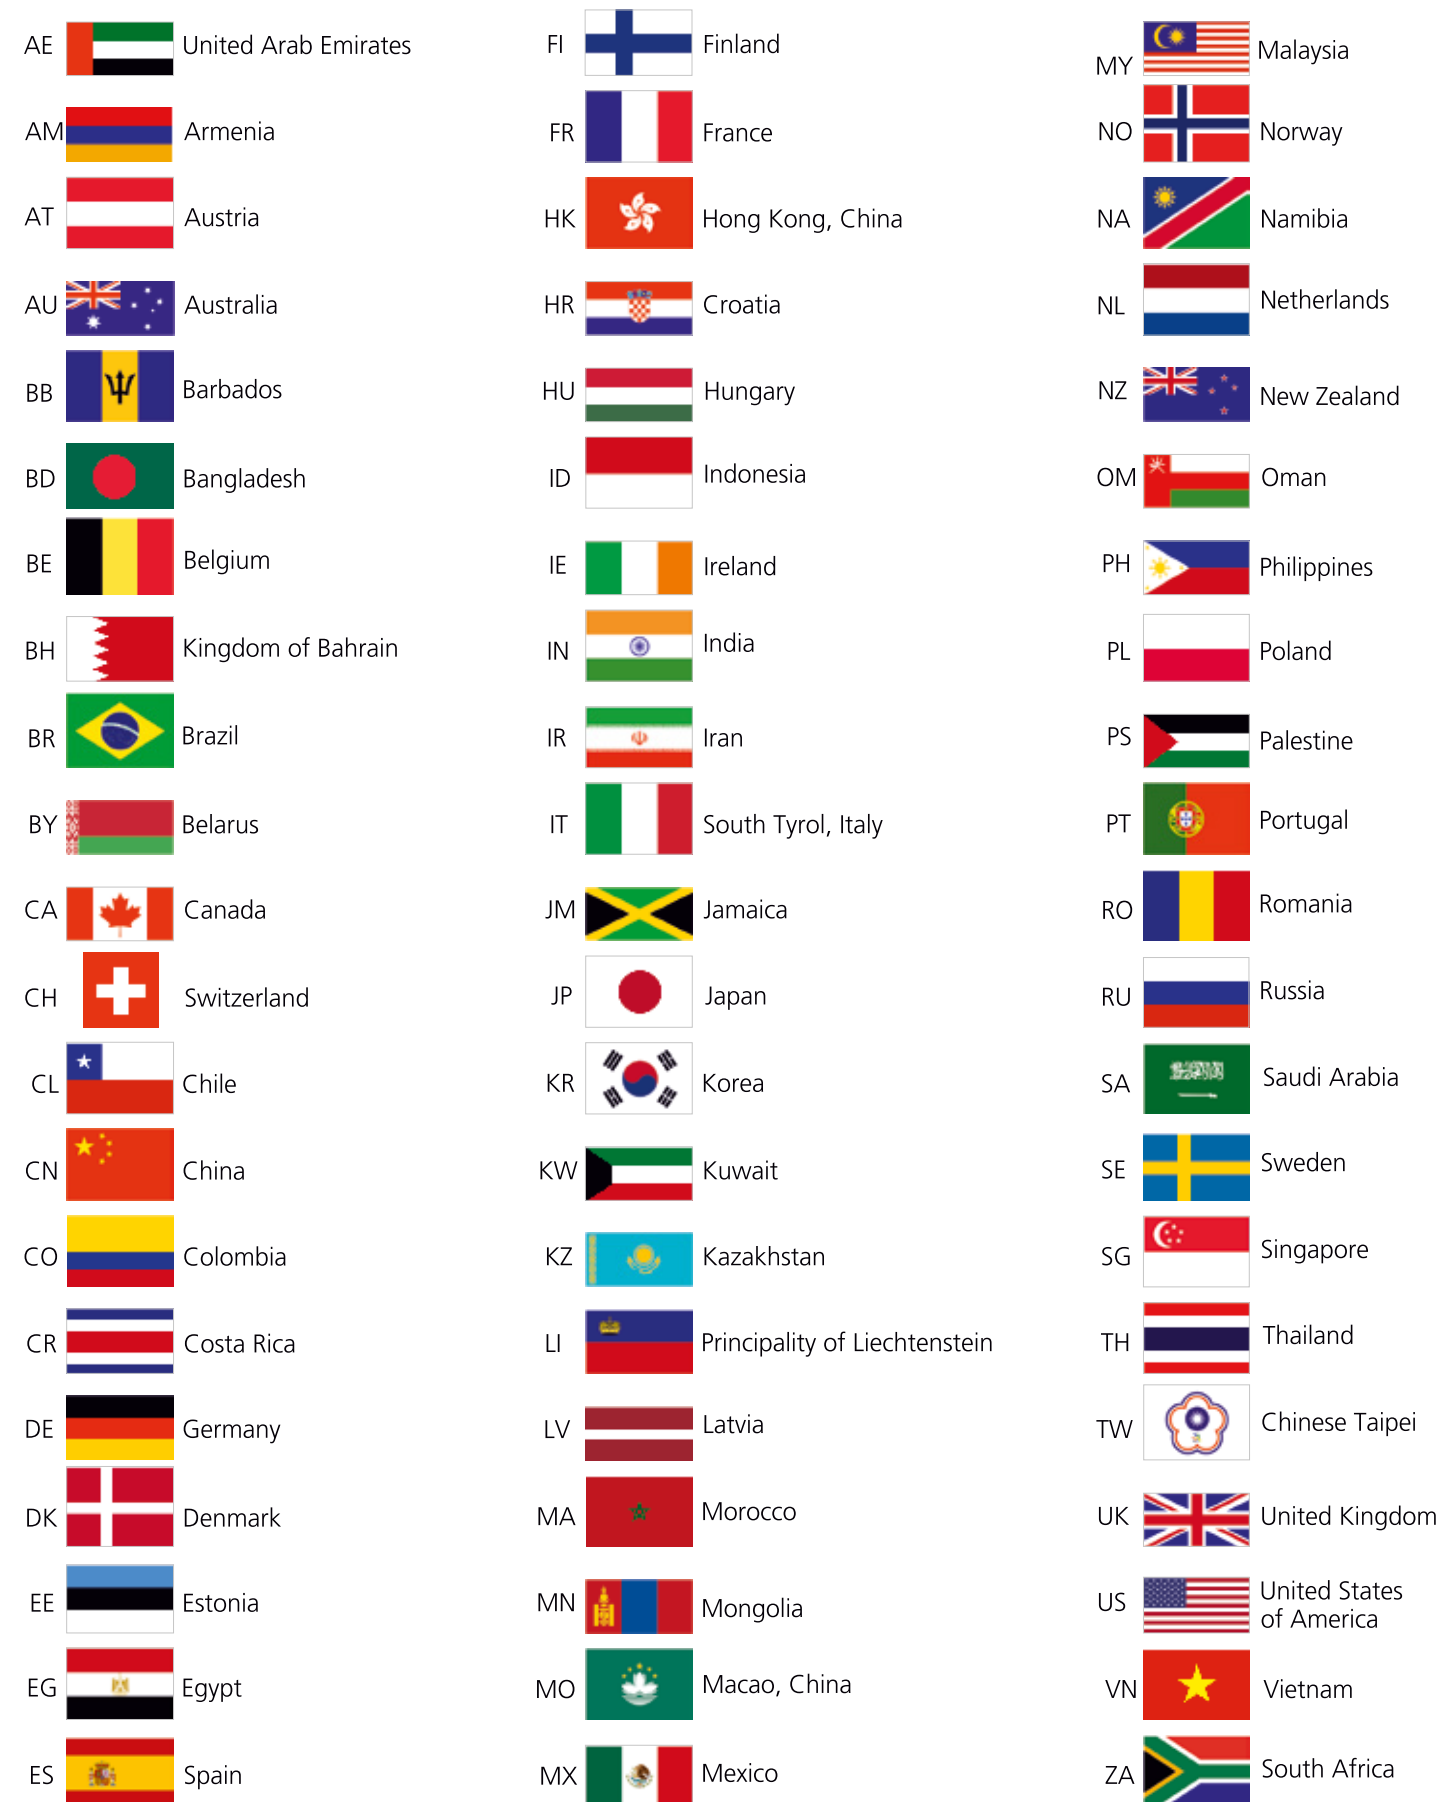 AE United Arab Emirates
AM Armenia
AT Austria
AU Australia
BB Barbados
BD Bangladesh
BE Belgium
BH Kingdom of Bahrain
BR Brazil
BY Belarus
CA Canada
CH Switzerland
CL Chile
CN China
CO Colombia
CR Costa Rica
DE Germany
DK Denmark
EE Estonia
EG Egypt
ES Spain
FI Finland
FR France
HK Hong Kong, China
HR Croatia
HU Hungary
ID Indonesia
IE Ireland
IN India
IR Iran
IT South Tyrol, Italy
JM Jamaica
JP Japan
KR Korea
KW Kuwait
KZ Kazakhstan
LI Principality of Liechtenstein
LV Latvia
MA Morocco
MN Mongolia
MO Macao, China
MX Mexico
MY Malaysia
NO Norway
NA Namibia
NL Netherlands
NZ New Zealand
OM Oman
PH Philippines
PL Poland
PS Palestine
PT Portugal
RO Romania
RU Russia
SA Saudi Arabia
SE Sweden
SG Singapore
TH Thailand
TW Chinese Taipei
UK United Kingdom
US United States
of America
VN Vietnam
ZA South Africa